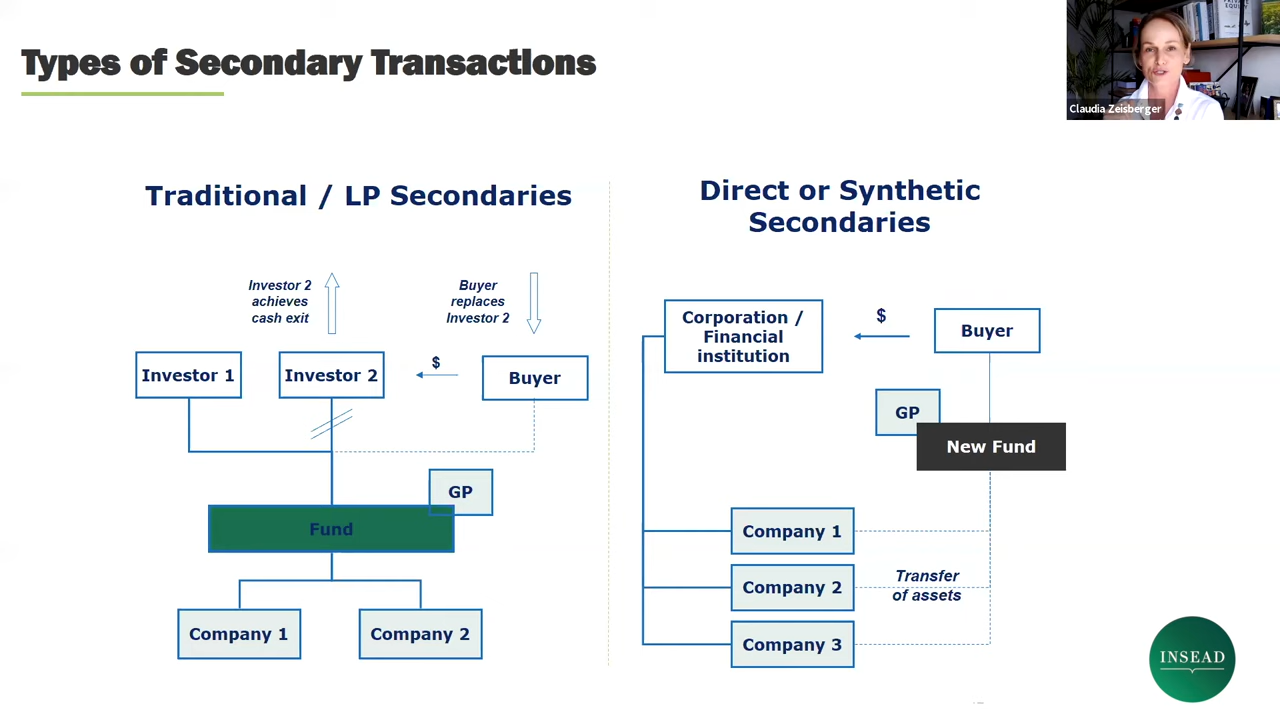 Types of Secondary Transactions
PRIVATE
EQUITY
Claudia Zeisberger
Traditional / LP Secondaries
Investor 2
achieves
cash exit
Buyer
replaces
Investor 2
Investor 1
Investor 2
$
Buyer
GP
Fund
Company 1
Company 2
Direct or Synthetic
Secondaries
Corporation /
Financial
institution
$
Buyer
GP
New Fund
Company 1
Company 2
Company 3
Transfer
of assets
INSEAD